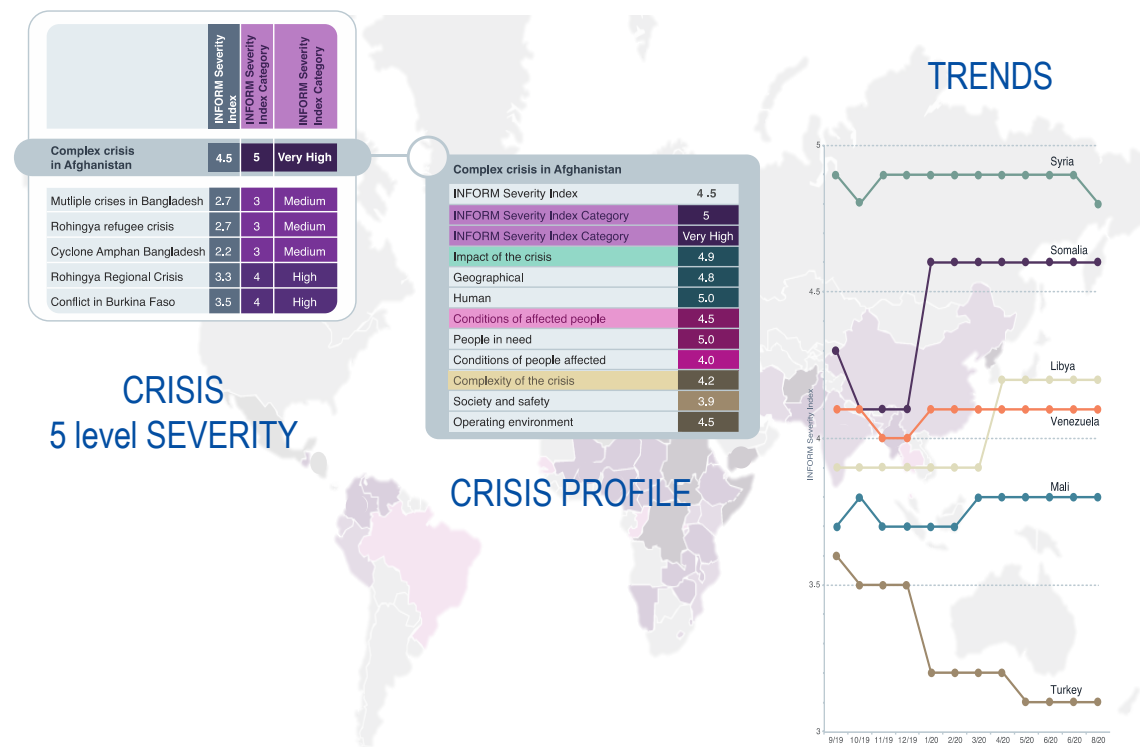 INFORM Severity
Index
INFORM Severity
Index Category
INFORM Severity
Index Category
Complex crisis
in Afghanistan
4.5
5
Very High
Mutliple crises in Bangladesh 2.7 3 Medium
Rohingya refugee crisis 2.7 3 Medium
Cyclone Amphan Bangladesh 2.2 3 Medium
Rohingya Regional Crisis 3.3 4 High
Conflict in Burkina Faso 3.5 4 High
CRISIS
5 level SEVERITY
Complex crisis in Afghanistan
INFORM Severity Index 4 .5
INFORM Severity Index Category 5
INFORM Severity Index Category Very High
Impact of the crisis 4.9
Geographical 4.8
Human 5.0
Conditions of affected people 4.5
People in need 5.0
Conditions of people affected 4.0
Complexity of the crisis 4.2
Society and safety 3.9
Operating environment 4.5
CRISIS PROFILE
TRENDS
INFORM Severity Index
5
4.5
4
3.5
3
Syria
Somalia
Libya
Venezuela
Mali
Turkey
9/19 10/19 11/19 12/19 1/20 2/20 3/20 4/20 5/20 6/20 6/20 8/20